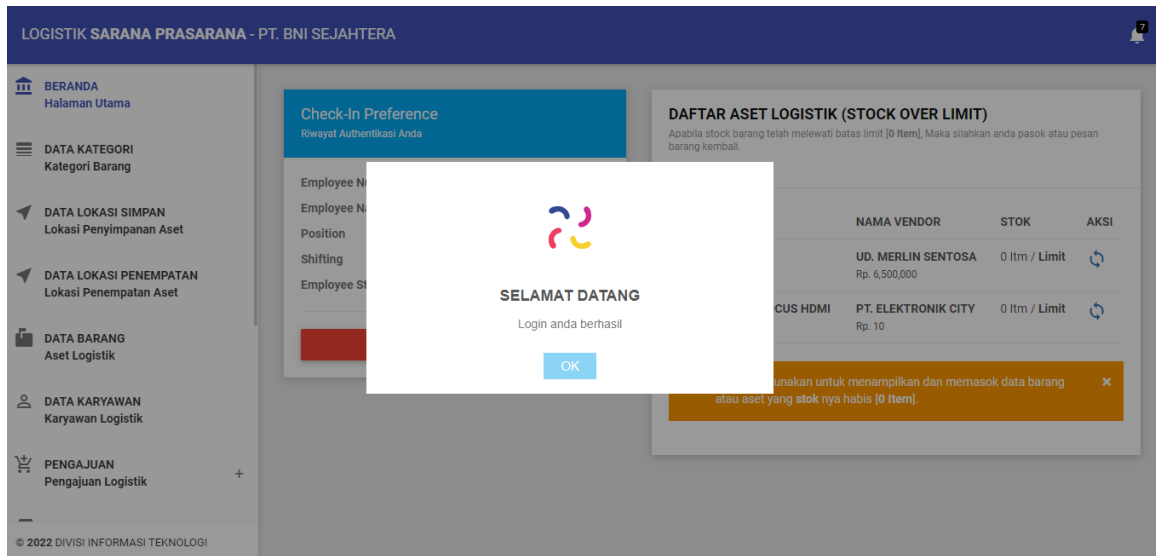 LOGISTIK SARANA PRASARANA - PT. BNI SEJAHTERA
7
BERANDA
Halaman Utama
DATA KATEGORI
Kategori Barang
DATA LOKASI SIMPAN
Lokasi Penyimpanan Aset
DATA LOKASI PENEMPATAN
Lokasi Penempatan Aset
DATA BARANG
Aset Logistik
DATA KARYAWAN
Karyawan Logistik
PENGAJUAN
Pengajuan Logistik
+
© 2022 DIVISI INFORMASI TEKNOLOGI
Check-In Preference
Riwayat Authentikasi Anda
Employee
Employee
Position
Shifting
Employee
SELAMAT DATANG
Login anda berhasil
OK
DAFTAR ASET LOGISTIK (STOCK OVER LIMIT)
Apabila stock barang telah melewati batas limit [0 Item], Maka silahkan anda pasok atau pesan
barang kembali.
NAMA VENDOR STOK AKSI
UD. MERLIN SENTOSA 0 Itm / Limit
Rp. 6,500,000
HDMI PT. ELEKTRONIK CITY 0 Itm / Limit
Rp. 10
untuk menampilkan dan memasok data barang
atau aset yang stok nya habis [0 Item].